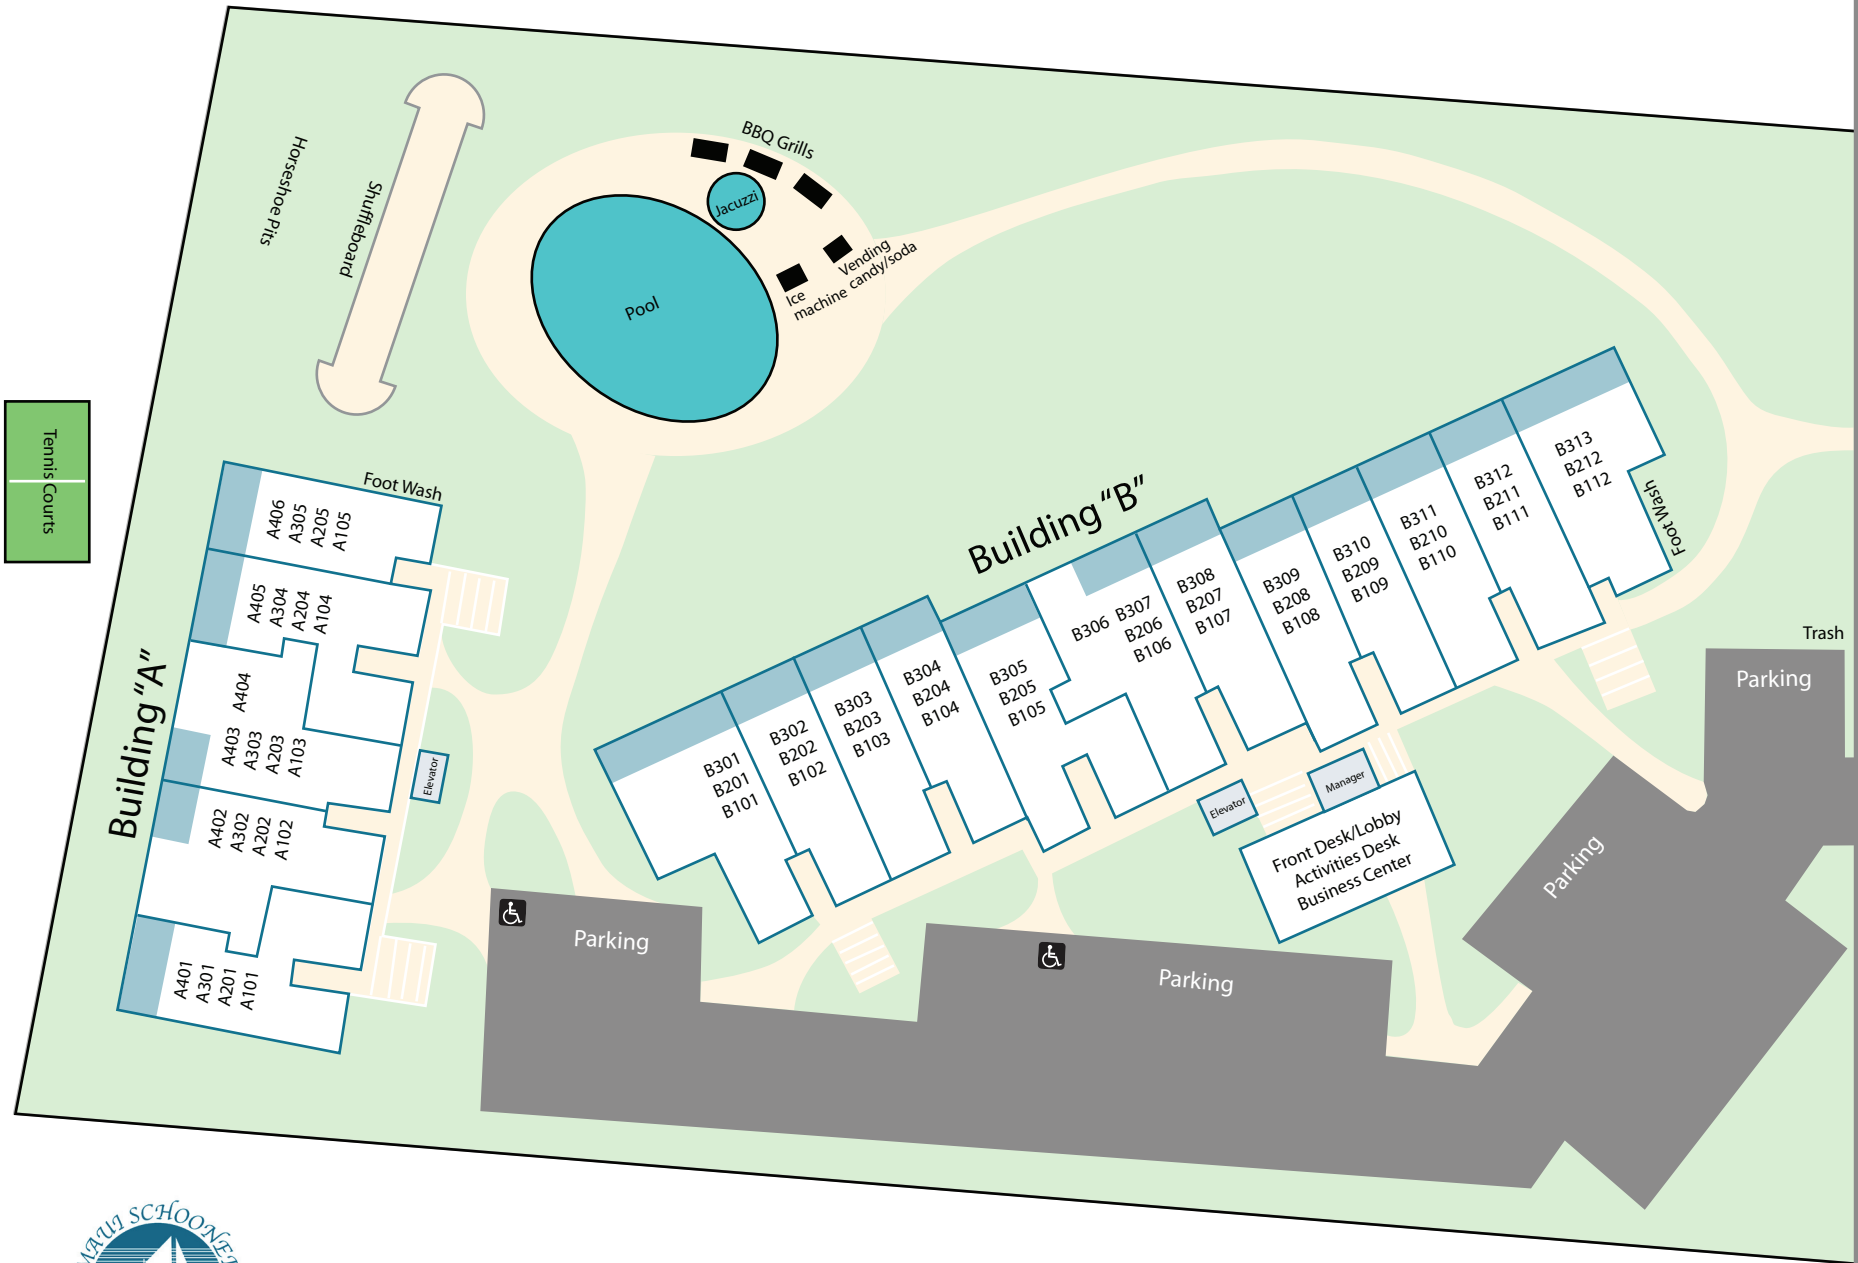 BBQ Grills
Jacuzzi
Pool
Vending
Ice
machine candy/soda
Horseshoe Pits
Shuffleboard
Tennis Courts
Foot Wash
A406
A305
A205
A105
A405
A304
A204
A104
A404
A403
A303
A203
A103
A402
A302
A202
A102
A401
A301
A201
A101
Building "A"
Elevator
Building "B"
B301
B201
B101
B302
B202
B102
B303
B203
B103
B304
B204
B104
B305
B205
B105
B306 B307
B206
B106
B308
B207
B107
B309
B208
B108
B310
B209
B109
B311
B210
B110
B312
B211
B111
B313
B212
B112
Foot Wash
Elevator
Manager
Front Desk/Lobby
Activities Desk
Business Center
Trash
Parking
Parking
Parking
Parking
MAUI SCHOONER